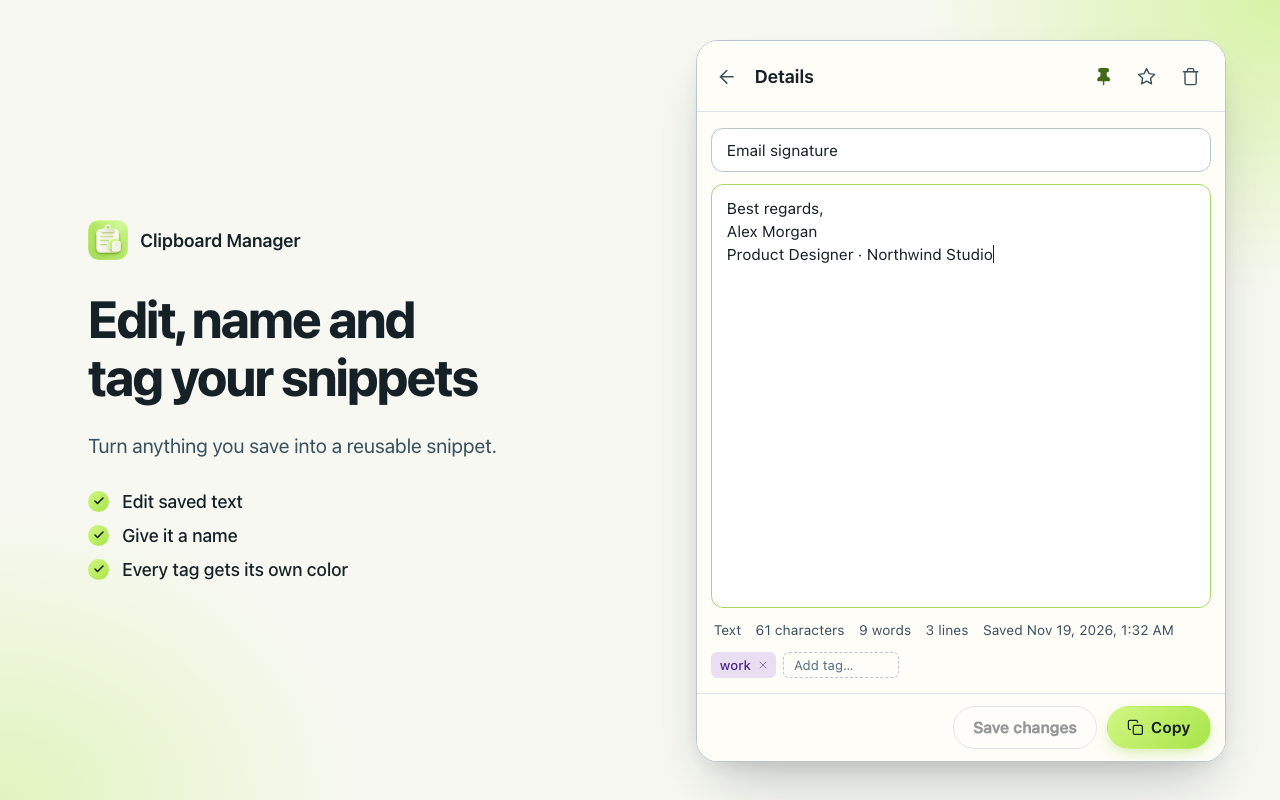 Clipboard Manager
Edit, name and
tag your snippets
Turn anything you save into a reusable snippet.
Edit saved text
Give it a name
Every tag gets its own color
Details
Email signature
Best regards,
Alex Morgan
Product Designer · Northwind Studio
Text 61 characters 9 words 3 lines Saved Nov 19, 2026, 1:32 AM
work × Add tag...
Save changes Copy